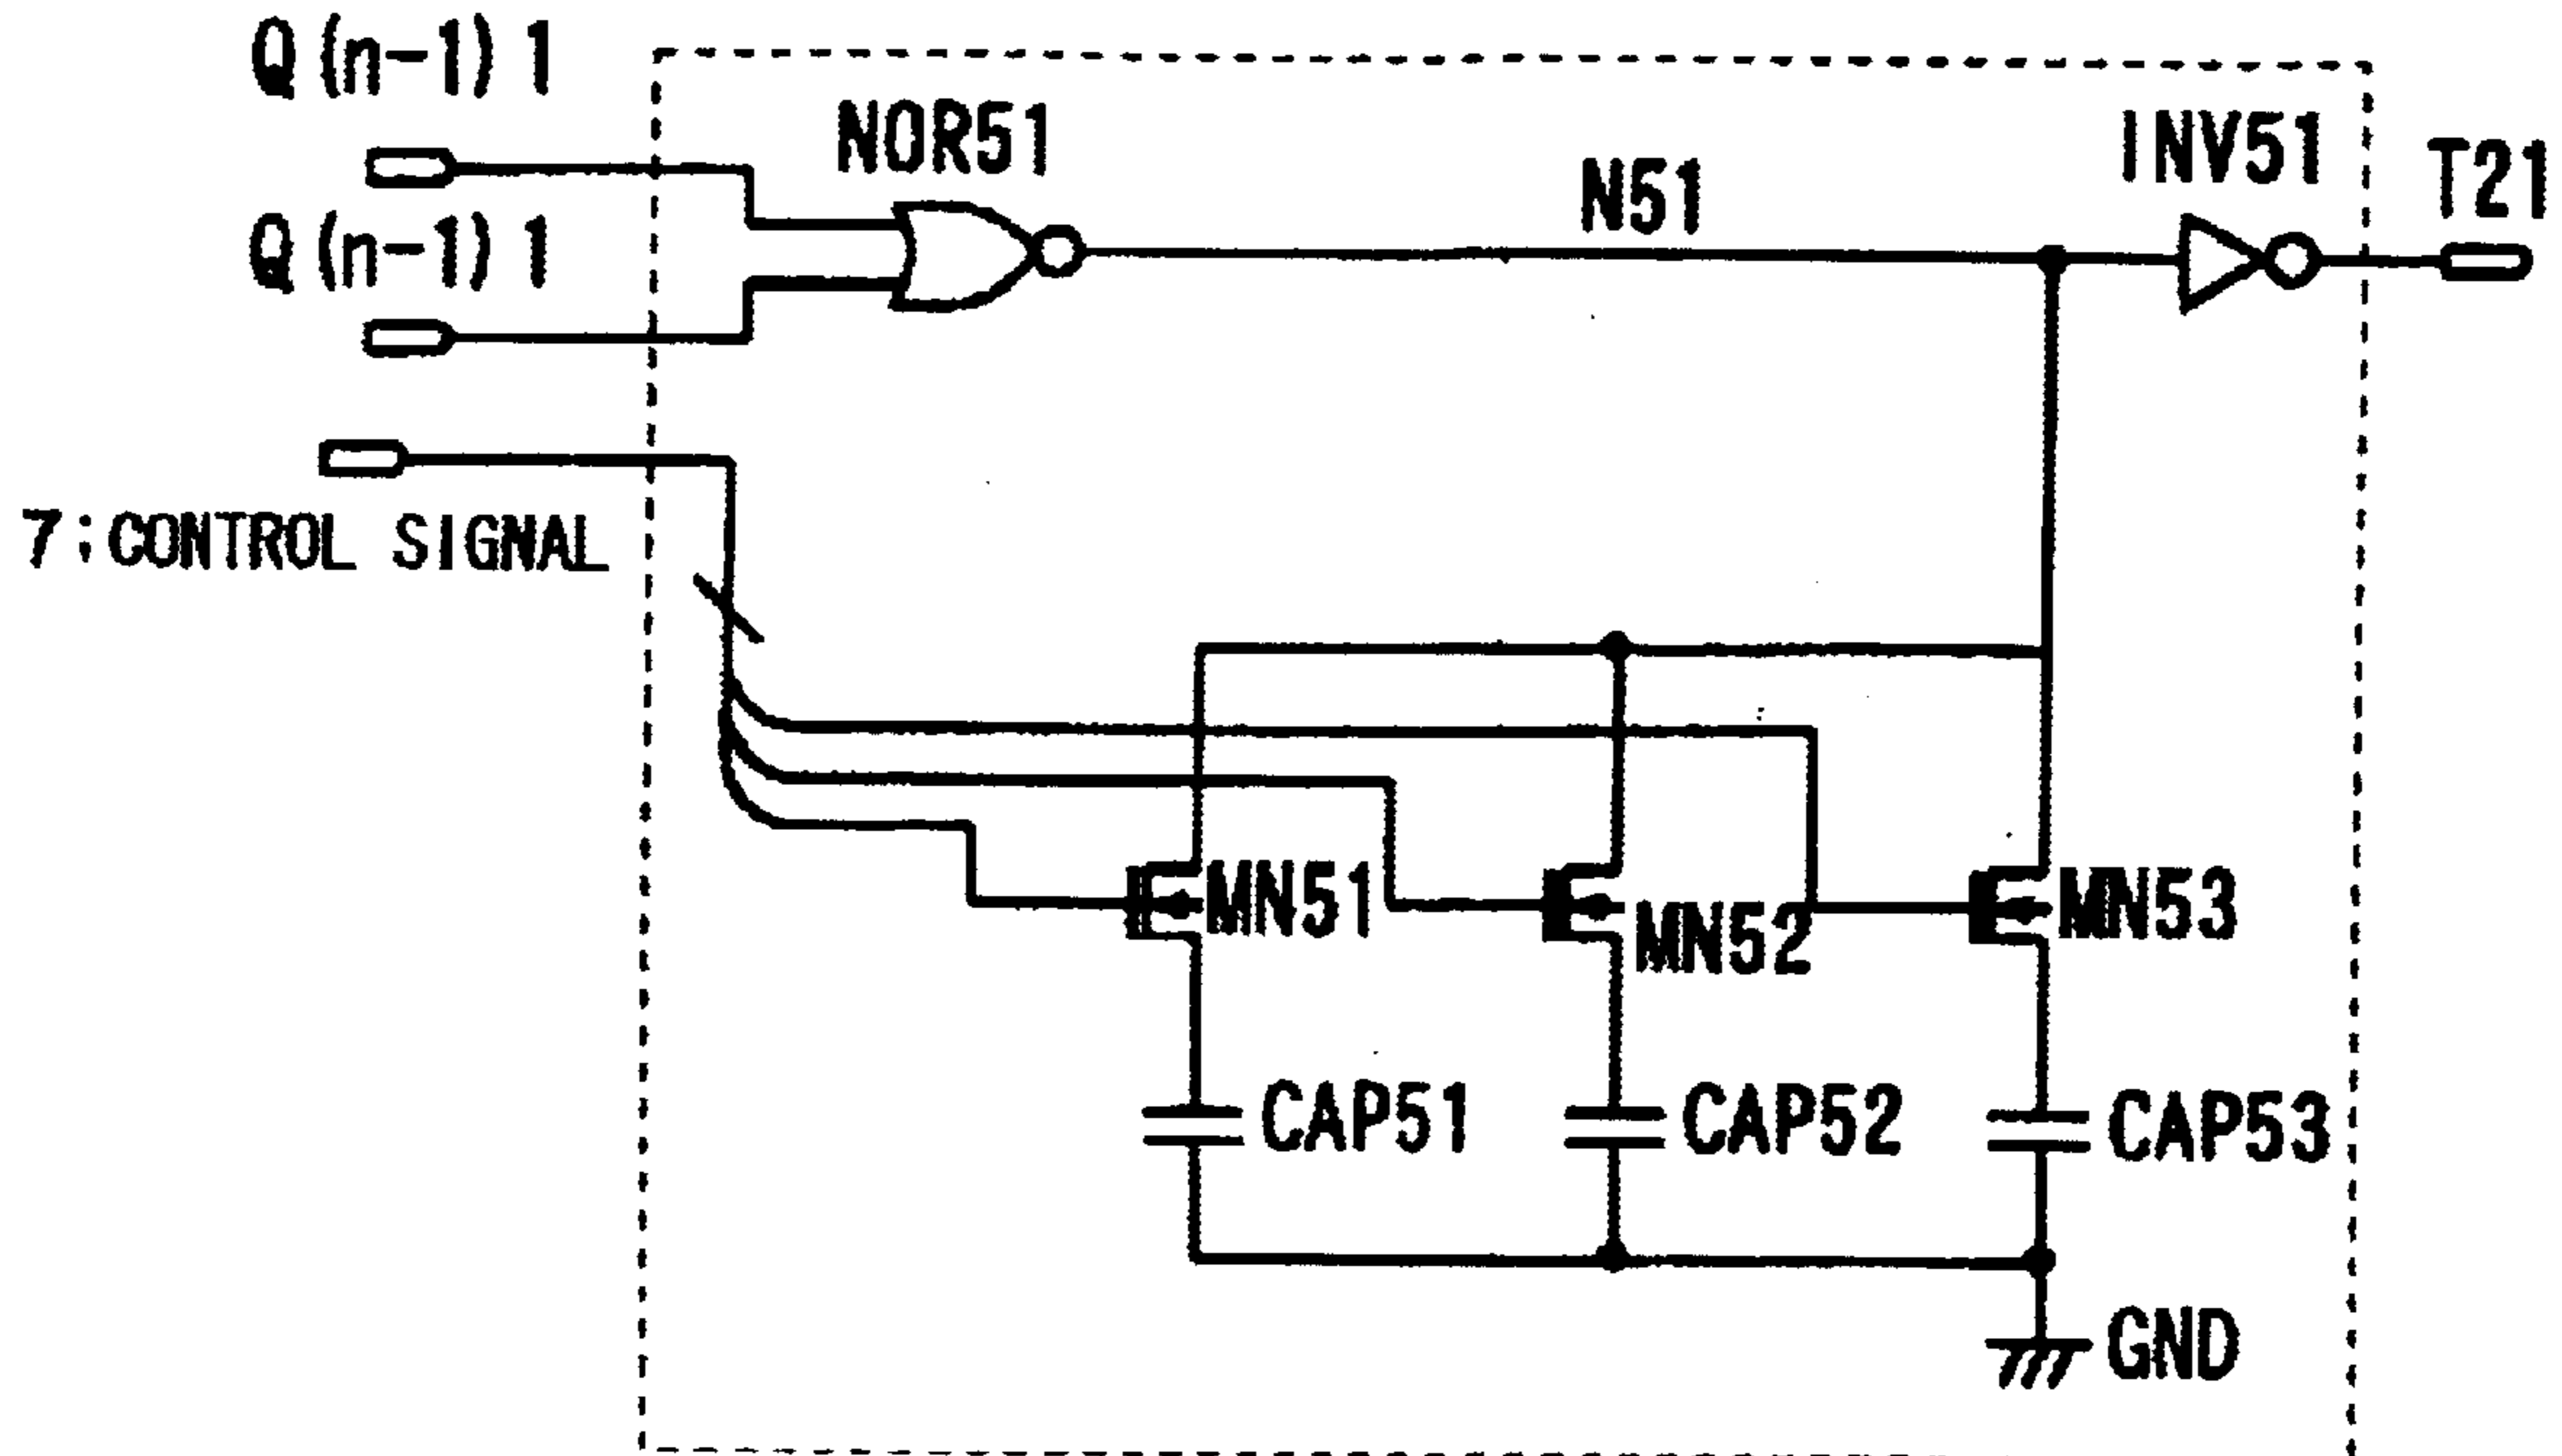 Q(n-1)1
NOR51
INV51
T21
N51
Q(n-1)1
7:CONTROL SIGNAL
MN51
MN52
MN53
CAP51
CAP52
CAP53
GND